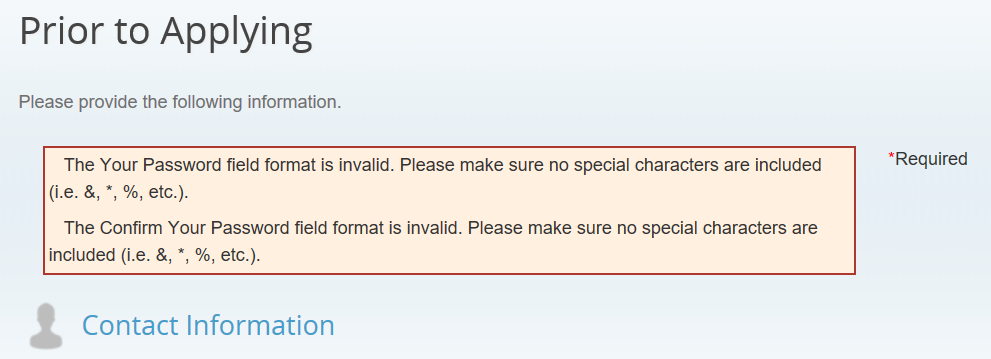 Prior to Applying
Please provide the following information.
The Your Password field format is invalid. Please make sure no special characters are included
(i.e. &, *, %, etc.).
*Required
The Confirm Your Password field format is invalid. Please make sure no special characters are
included (i.e. &, *, %, etc.).
Contact Information